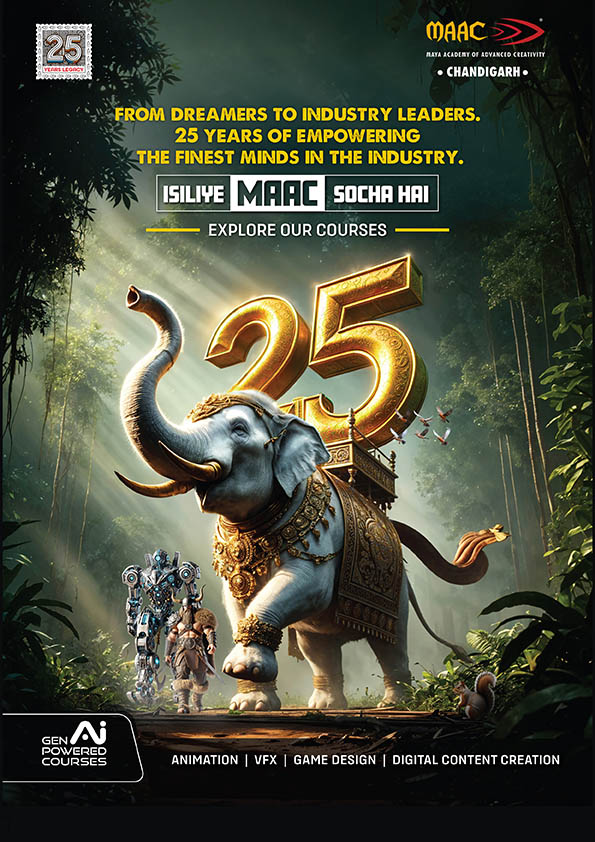 25
YEARS LEGACY
MAAC
MAYA ACADEMY OF ADVANCED CREATIVITY
• CHANDIGARH •
FROM DREAMERS TO INDUSTRY LEADERS.
25 YEARS OF EMPOWERING
THE FINEST MINDS IN THE INDUSTRY.
ISILIYE MAAC SOCHA HAI
EXPLORE OUR COURSES
25
GEN Ai
POWERED
COURSES
ANIMATION | VFX | GAME DESIGN | DIGITAL CONTENT CREATION